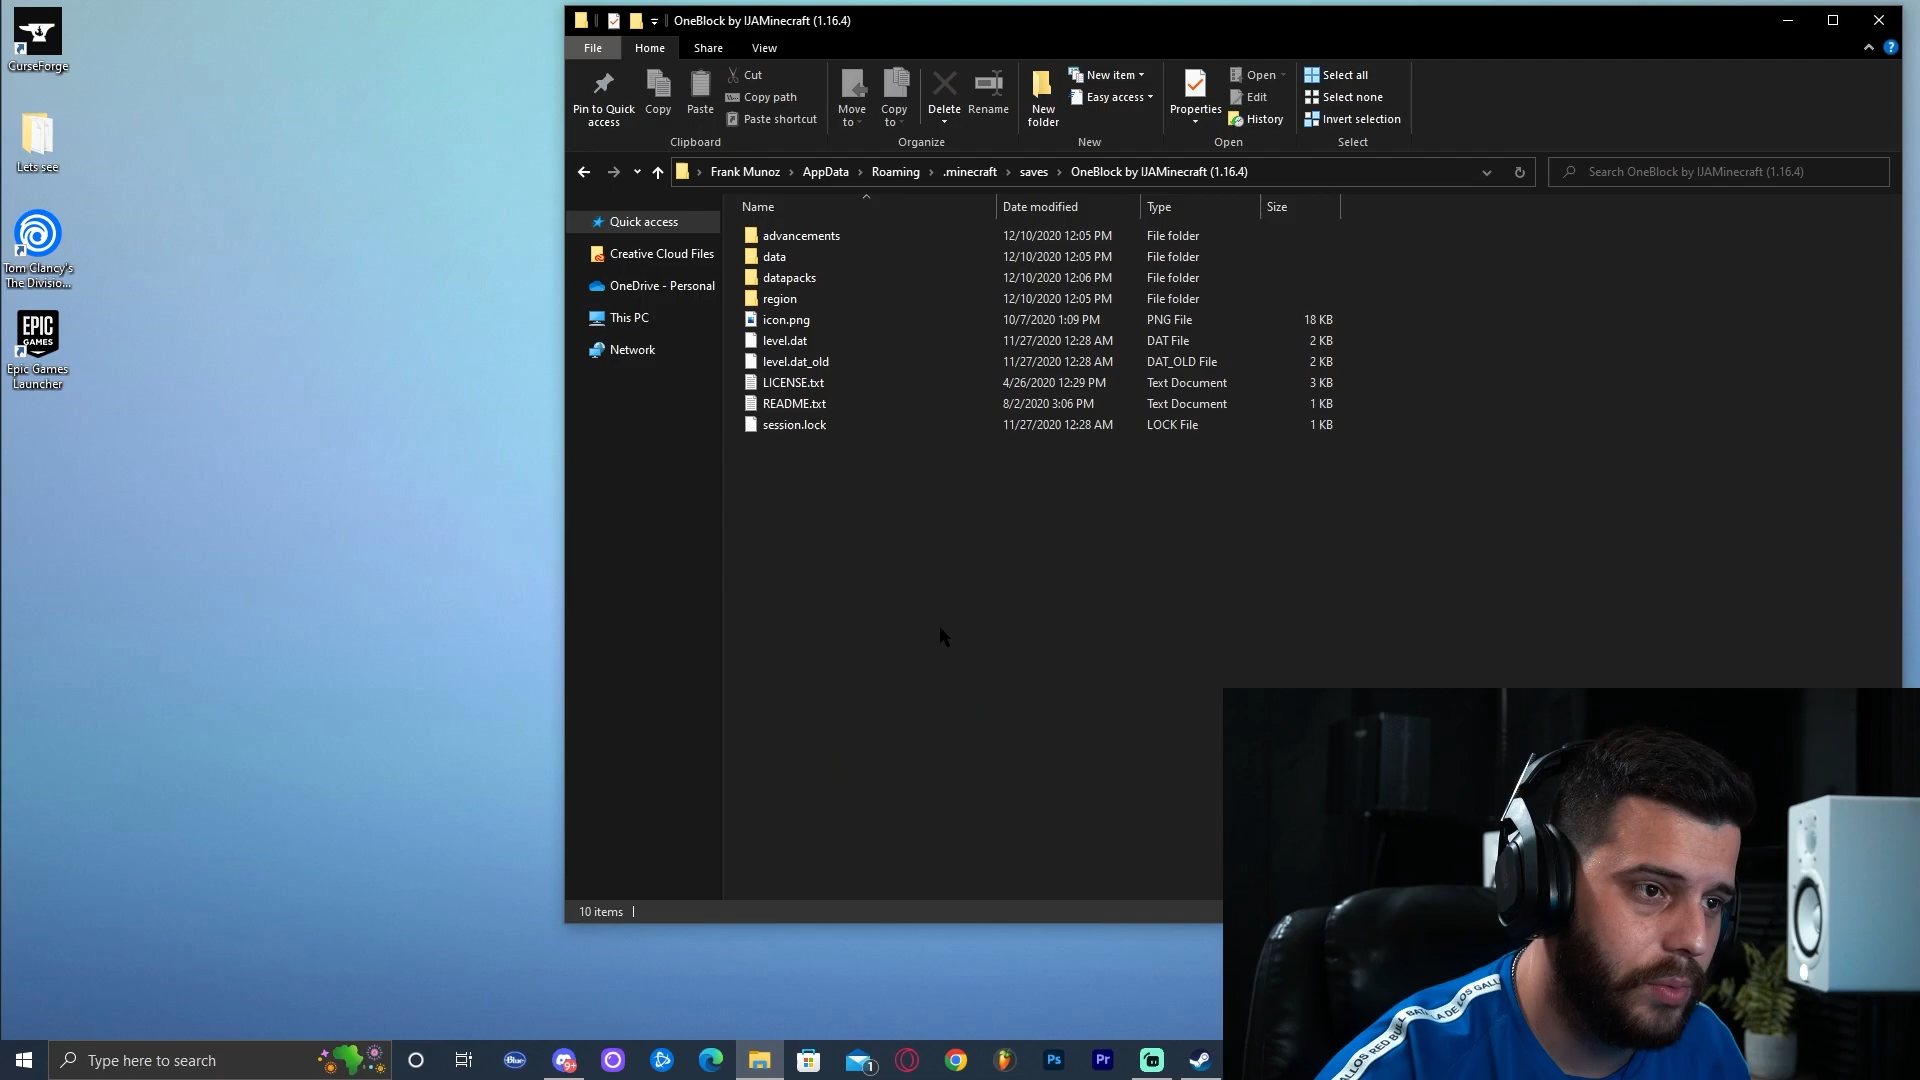 OneBlock by IJAMinecraft (1.16.4)
File Home Share View
Pin to Quick access
Copy
Paste
Cut
Copy path
Paste shortcut
Clipboard
Move to
Copy to
Delete
Rename
Organize
New folder
New item
Easy access
New
Properties
Open
Edit
History
Open
Select all
Select none
Invert selection
Select
Frank Munoz AppData Roaming .minecraft saves OneBlock by IJAMinecraft (1.16.4)
Search OneBlock by IJAMinecraft (1.16.4)
Name Date modified Type Size
Quick access
Creative Cloud Files
OneDrive - Personal
This PC
Network
advancements 12/10/2020 12:05 PM File folder
data 12/10/2020 12:05 PM File folder
datapacks 12/10/2020 12:06 PM File folder
region 12/10/2020 12:05 PM File folder
icon.png 10/7/2020 1:09 PM PNG File 18 KB
level.dat 11/27/2020 12:28 AM DAT File 2 KB
level.dat_old 11/27/2020 12:28 AM DAT_OLD File 2 KB
LICENSE.txt 4/26/2020 12:29 PM Text Document 3 KB
README.txt 8/2/2020 3:06 PM Text Document 1 KB
session.lock 11/27/2020 12:28 AM LOCK File 1 KB
10 items
CurseForge
Lets see
Tom Clancy's
The Divisio...
EPIC
GAMES
Epic Games
Launcher
Type here to search
Blue
9+
1
Ps
Pr
RED BULL
DE LOS GALLOS